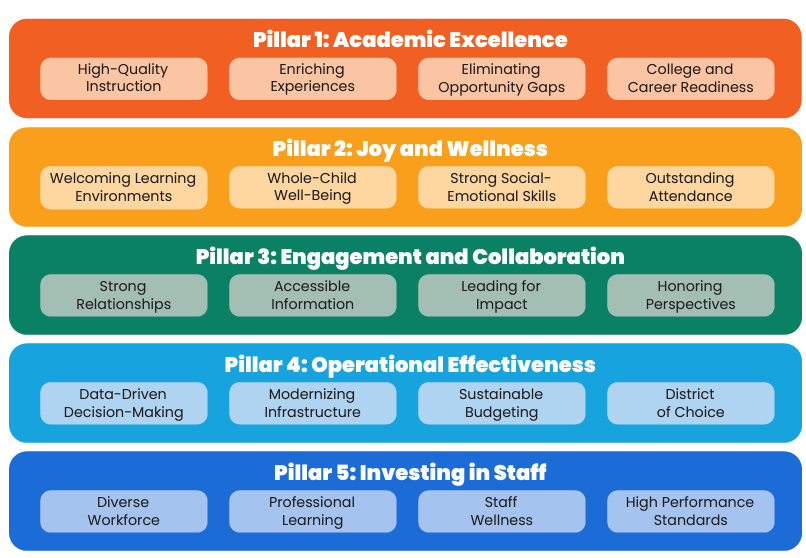 Pillar 1: Academic Excellence
High-Quality
Instruction
Enriching
Experiences
Eliminating
Opportunity Gaps
College and
Career Readiness
Pillar 2: Joy and Wellness
Welcoming Learning
Environments
Whole-Child
Well-Being
Strong Social-
Emotional Skills
Outstanding
Attendance
Pillar 3: Engagement and Collaboration
Strong
Relationships
Accessible
Information
Leading for
Impact
Honoring
Perspectives
Pillar 4: Operational Effectiveness
Data-Driven
Decision-Making
Modernizing
Infrastructure
Sustainable
Budgeting
District
of Choice
Pillar 5: Investing in Staff
Diverse
Workforce
Professional
Learning
Staff
Wellness
High Performance
Standards